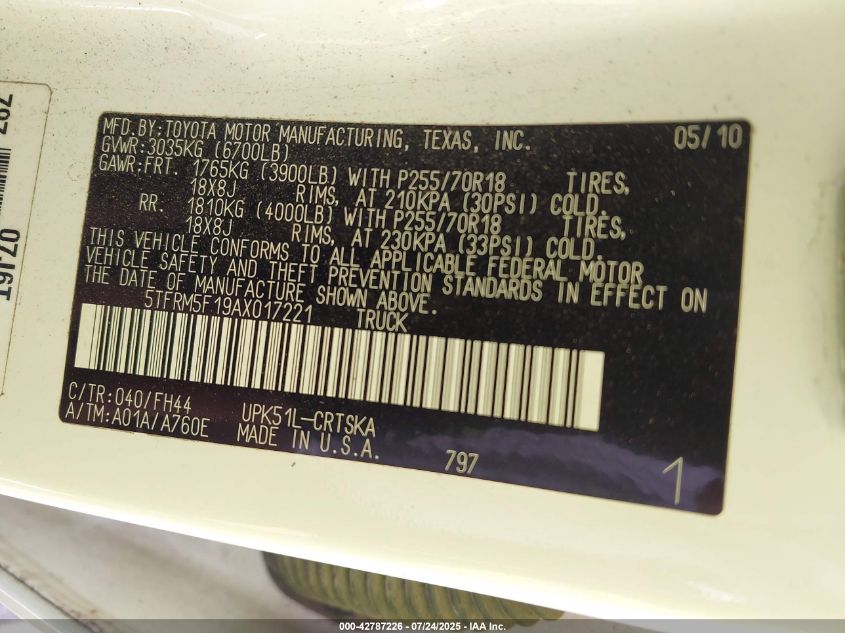 MFD.BY:TOYOTA MOTOR MANUFACTURING, TEXAS, INC. 05/10
GVWR:3035KG (6700LB)
GAWR:FRT. 1765KG (3900LB) WITH P255/70R18 TIRES,
18X8J RIMS, AT 210KPA (30PSI) COLD.
RR. 1810KG (4000LB) WITH P255/70R18 TIRES,
18X8J RIMS, AT 230KPA (33PSI) COLD.
THIS VEHICLE CONFORMS TO ALL APPLICABLE FEDERAL MOTOR
VEHICLE SAFETY AND THEFT PREVENTION STANDARDS IN EFFECT ON
THE DATE OF MANUFACTURE SHOWN ABOVE.
5TFRM5F19AX017221 TRUCK
C/TR:040/FH44 UPK51L-CRTSKA
A/TM:A01A/A760E MADE IN U.S.A.
797 1
000-42787226 - 07/24/2025 - IAA Inc.